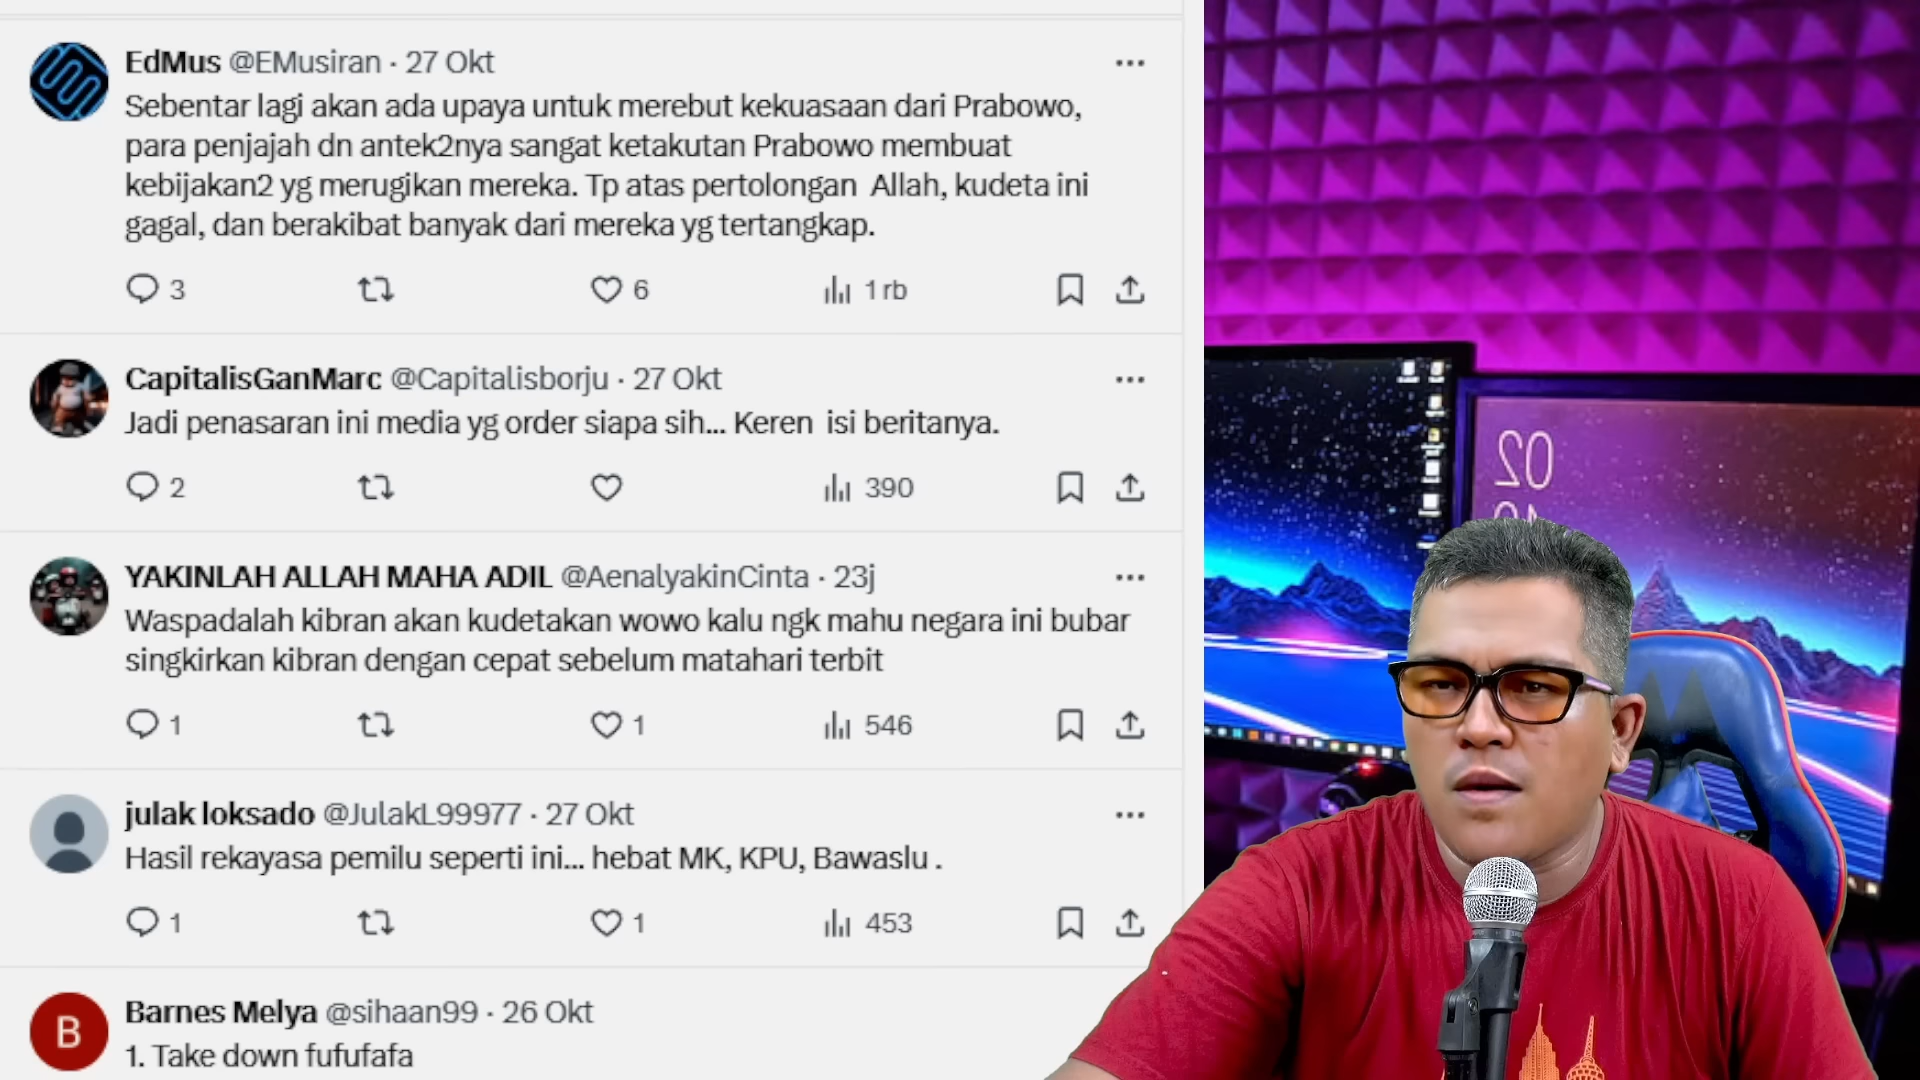 EdMus @EMusiran · 27 Okt
Sebentar lagi akan ada upaya untuk merebut kekuasaan dari Prabowo,
para penjajah dn antek2nya sangat ketakutan Prabowo membuat
kebijakan2 yg merugikan mereka. Tp atas pertolongan Allah, kudeta ini
gagal, dan berakibat banyak dari mereka yg tertangkap.
3 6 1 rb
CapitalisGanMarc @Capitalisborju · 27 Okt
Jadi penasaran ini media yg order siapa sih... Keren isi beritanya.
2 390
YAKINLAH ALLAH MAHA ADIL @AenalyakinCinta · 23j
Waspadalah kibran akan kudetakan wowo kalu ngk mahu negara ini bubar
singkirkan kibran dengan cepat sebelum matahari terbit
1 1 546
julak loksado @JulakL99977 · 27 Okt
Hasil rekayasa pemilu seperti ini... hebat MK, KPU, Bawaslu .
1 1 453
B
Barnes Melya @sihaan99 · 26 Okt
1. Take down fufufafa
02